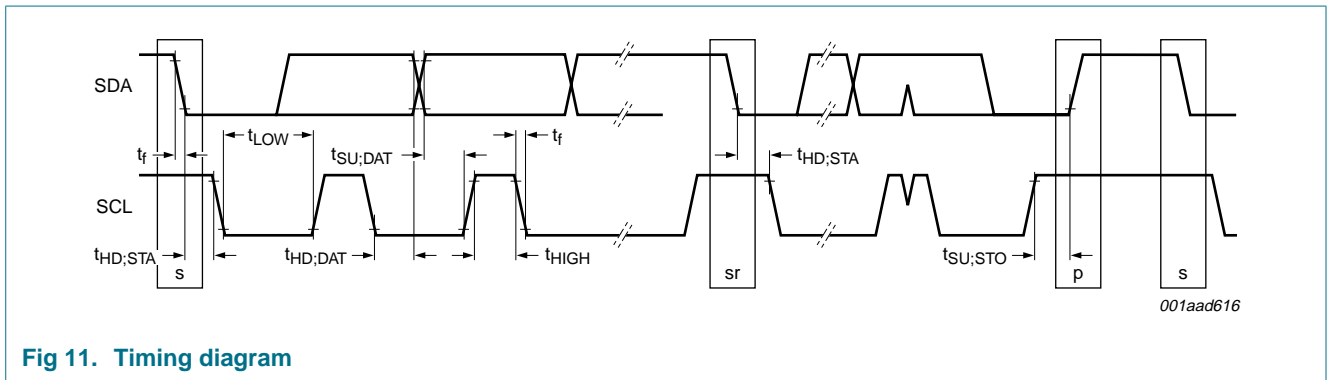 SDA
t_LOW
t_f
t_SU;DAT
t_f
t_HD;STA
SCL
t_HD;STA
s
t_HD;DAT
t_HIGH
sr
t_SU;STO
p
s
001aad616
Fig 11. Timing diagram